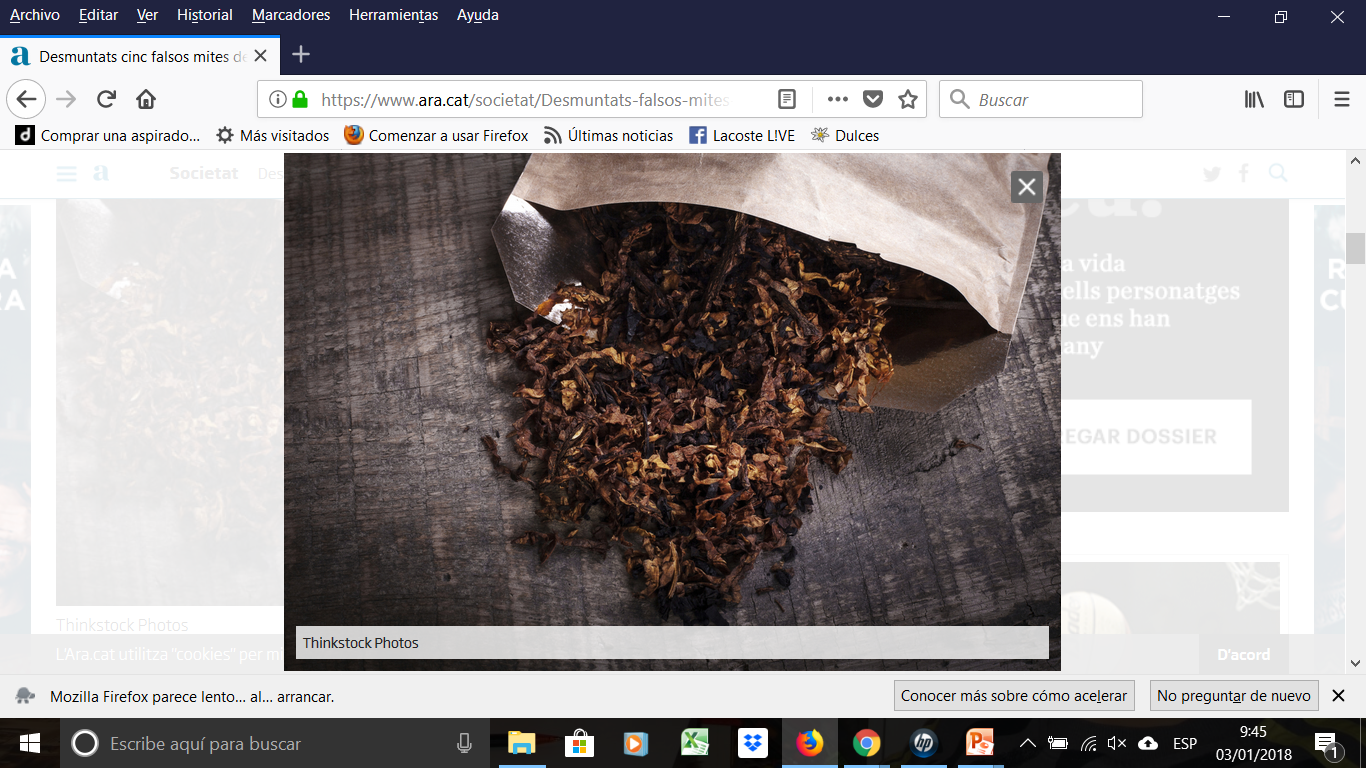 Archivo Editar Ver Historial Marcadores Herramientas Ayuda
Desmuntats cinc falsos mites de
https://www.ara.cat/societat/Desmuntats-falsos-mites-
Buscar
Comprar una aspirado... Más visitados Comenzar a usar Firefox Últimas noticias Lacoste L!VE Dulces
Societat Des
a vida
ells personatges
ue ens han
any
EGAR DOSSIER
Thinkstock Photos
Thinkstock Photos
L'Ara.cat utilitza "cookies" per mi
D'acord
Mozilla Firefox parece lento... al... arrancar.
Conocer más sobre cómo acelerar
No preguntar de nuevo
Escribe aquí para buscar
ESP
9:45
03/01/2018
1